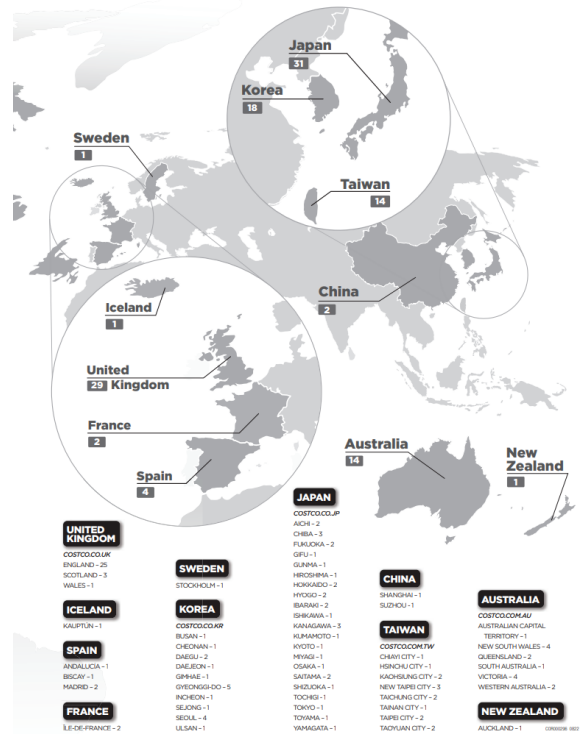 Japan
31
Korea
18
Sweden
1
Taiwan
14
China
2
Iceland
1
United
29 Kingdom
France
2
Spain
4
Australia
14
New
Zealand
1
UNITED
KINGDOM
COSTCO.CO.UK
ENGLAND – 25
SCOTLAND – 3
WALES – 1
ICELAND
KAUPTÚN – 1
SPAIN
ANDALUCIA – 1
BISCAY – 1
MADRID – 2
FRANCE
ÎLE-DE-FRANCE – 2
SWEDEN
STOCKHOLM – 1
KOREA
COSTCO.CO.KR
BUSAN – 1
CHEONAN – 1
DAEGU – 2
DAEJEON – 1
GIMHAE – 1
GYEONGGI-DO – 5
INCHEON – 1
SEJONG – 1
SEOUL – 4
ULSAN – 1
JAPAN
COSTCO.CO.JP
AICHI – 2
CHIBA – 3
FUKUOKA – 2
GIFU – 1
GUNMA – 1
HIROSHIMA – 1
HOKKAIDO – 2
HYOGO – 2
IBARAKI – 2
ISHIKAWA – 1
KANAGAWA – 3
KUMAMOTO – 1
KYOTO – 1
MIYAGI – 1
OSAKA – 1
SAITAMA – 2
SHIZUOKA – 1
TOCHIGI – 1
TOKYO – 1
TOYAMA – 1
YAMAGATA – 1
CHINA
SHANGHAI – 1
SUZHOU – 1
TAIWAN
COSTCO.COM.TW
CHIAYI CITY – 1
HSINCHU CITY – 1
KAOHSIUNG CITY – 2
NEW TAIPEI CITY – 3
TAICHUNG CITY – 2
TAINAN CITY – 1
TAIPEI CITY – 2
TAOYUAN CITY – 2
AUSTRALIA
COSTCO.COM.AU
AUSTRALIAN CAPITAL
TERRITORY – 1
NEW SOUTH WALES – 4
QUEENSLAND – 2
SOUTH AUSTRALIA – 1
VICTORIA – 4
WESTERN AUSTRALIA – 2
NEW ZEALAND
AUCKLAND – 1